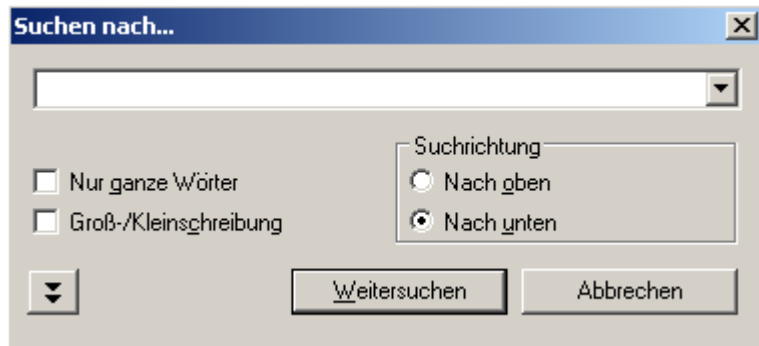 Suchen nach...
Suchrichtung
Nur ganze Wörter
Nach oben
Groß-/Kleinschreibung
Nach unten
Weitersuchen
Abbrechen